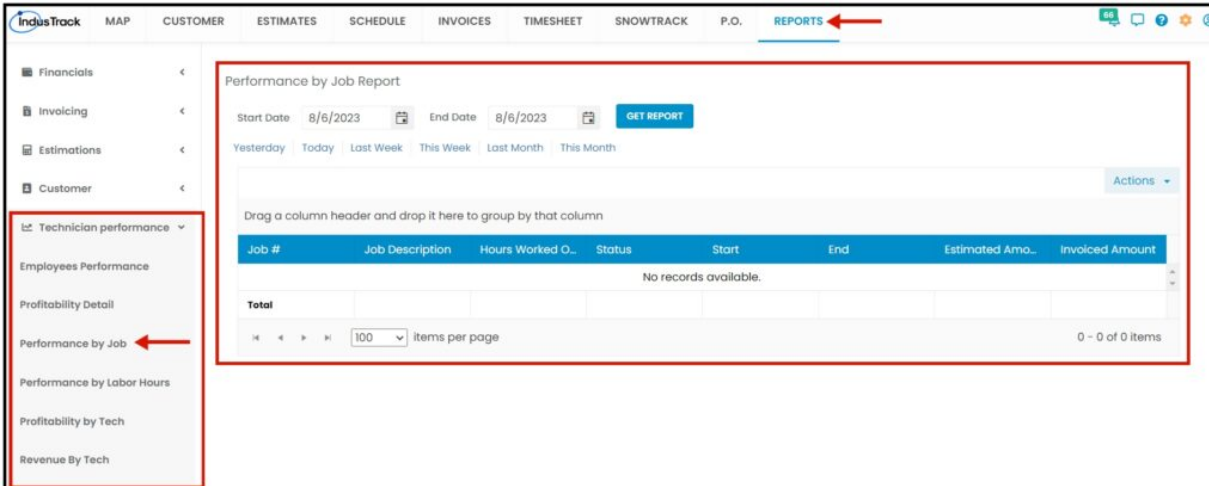 IndusTrack MAP CUSTOMER ESTIMATES SCHEDULE INVOICES TIMESHEET SNOWTRACK P.O. REPORTS 66
Financials
Invoicing
Estimations
Customer
Technician performance
Employees Performance
Profitability Detail
Performance by Job
Performance by Labor Hours
Profitability by Tech
Revenue By Tech
Performance by Job Report
Start Date 8/6/2023 End Date 8/6/2023 GET REPORT
Yesterday Today Last Week This Week Last Month This Month
Actions
Drag a column header and drop it here to group by that column
Job # Job Description Hours Worked O... Status Start End Estimated Amo... Invoiced Amount
No records available.
Total
100 items per page 0 - 0 of 0 items